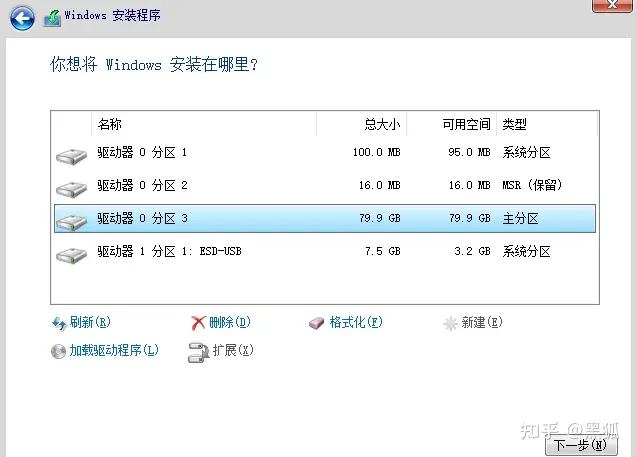 Windows 安装程序
你想将 Windows 安装在哪里?
名称 总大小 可用空间 类型
驱动器 0 分区 1 100.0 MB 95.0 MB 系统分区
驱动器 0 分区 2 16.0 MB 16.0 MB MSR (保留)
驱动器 0 分区 3 79.9 GB 79.9 GB 主分区
驱动器 1 分区 1: ESD-USB 7.5 GB 3.2 GB 系统分区
刷新(R) 删除(D) 格式化(F) 新建(E)
加载驱动程序(L) 扩展(X)
知乎 @黑狐
下一步(N)